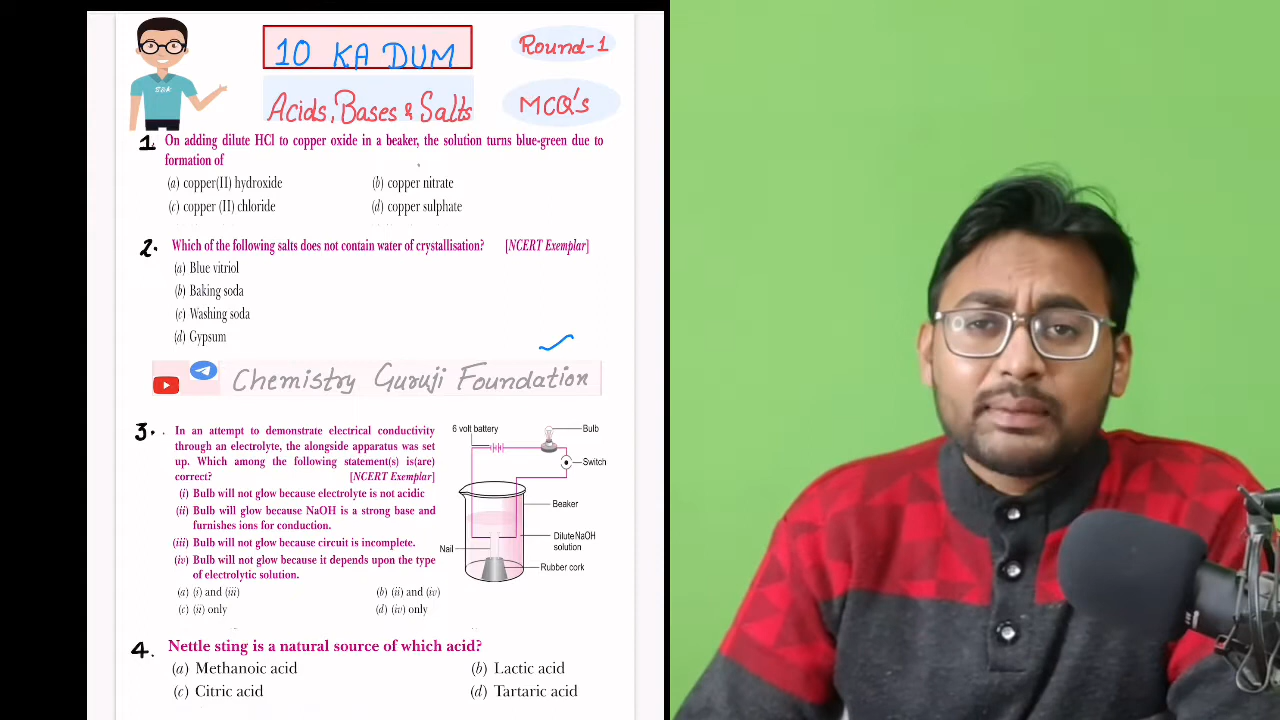 10 KA DUM
Round-1
Acids, Bases & Salts
MCQ's
SDK
1. On adding dilute HCl to copper oxide in a beaker, the solution turns blue-green due to
formation of
(a) copper(II) hydroxide (b) copper nitrate
(c) copper (II) chloride (d) copper sulphate
2. Which of the following salts does not contain water of crystallisation? [NCERT Exemplar]
(a) Blue vitriol
(b) Baking soda
(c) Washing soda
(d) Gypsum
Chemistry Guruji Foundation
3. In an attempt to demonstrate electrical conductivity
through an electrolyte, the alongside apparatus was set
up. Which among the following statement(s) is(are)
correct? [NCERT Exemplar]
(i) Bulb will not glow because electrolyte is not acidic
(ii) Bulb will glow because NaOH is a strong base and
furnishes ions for conduction.
(iii) Bulb will not glow because circuit is incomplete.
(iv) Bulb will not glow because it depends upon the type
of electrolytic solution.
(a) (i) and (iii) (b) (ii) and (iv)
(c) (ii) only (d) (iv) only
6 volt battery
Bulb
Switch
Beaker
Dilute NaOH
solution
Nail
Rubber cork
4. Nettle sting is a natural source of which acid?
(a) Methanoic acid (b) Lactic acid
(c) Citric acid (d) Tartaric acid